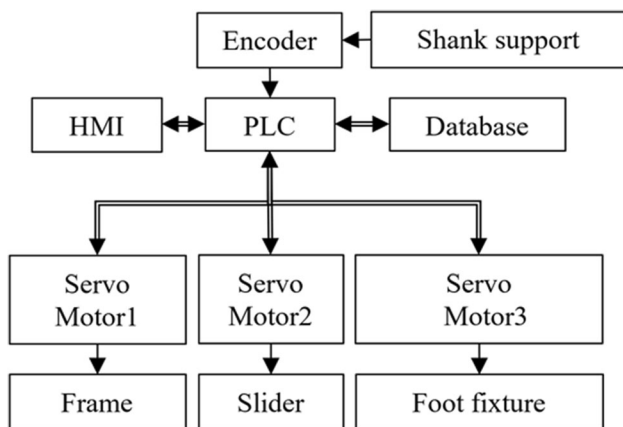 Encoder
Shank support
HMI
PLC
Database
Servo
Motor1
Servo
Motor2
Servo
Motor3
Frame
Slider
Foot fixture